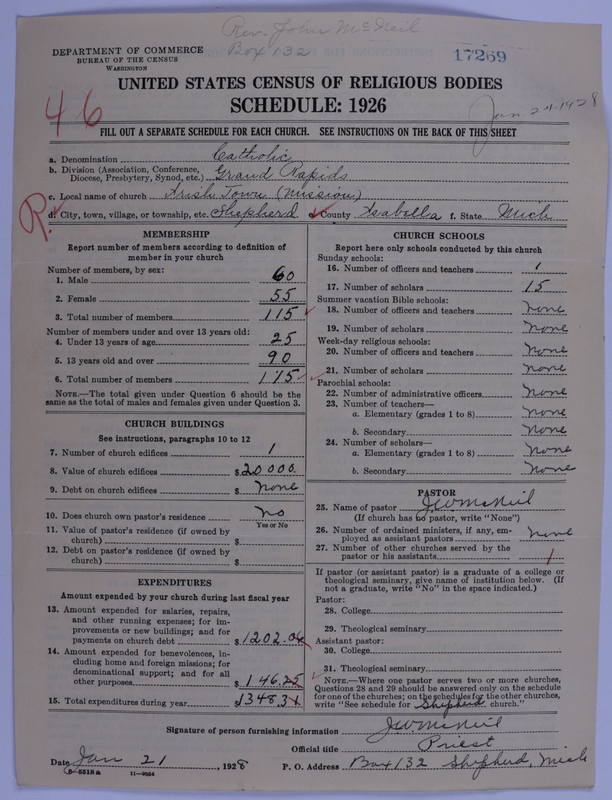 Rev. John McNeil
Box 132
17269
DEPARTMENT OF COMMERCE
BUREAU OF THE CENSUS
WASHINGTON
UNITED STATES CENSUS OF RELIGIOUS BODIES
SCHEDULE: 1926
46
Jan 24-1928
FILL OUT A SEPARATE SCHEDULE FOR EACH CHURCH. SEE INSTRUCTIONS ON THE BACK OF THIS SHEET
a. Denomination Catholic
b. Division (Association, Conference, Diocese, Presbytery, Synod, etc.) Grand Rapids
c. Local name of church Irish Town (Mission)
R.
d. City, town, village, or township, etc. Shepherd e. County Isabella f. State Mich
MEMBERSHIP
Report number of members according to definition of member in your church
Number of members, by sex:
1. Male 60
2. Female 55
3. Total number of members 115
Number of members under and over 13 years old:
4. Under 13 years of age 25
5. 13 years old and over 90
6. Total number of members 115
NOTE.—The total given under Question 6 should be the same as the total of males and females given under Question 3.
CHURCH BUILDINGS
See instructions, paragraphs 10 to 12
7. Number of church edifices 1
8. Value of church edifices $20000.
9. Debt on church edifices $ none
10. Does church own pastor's residence no
Yes or No
11. Value of pastor's residence (if owned by church) $
12. Debt on pastor's residence (if owned by church) $
EXPENDITURES
Amount expended by your church during last fiscal year
13. Amount expended for salaries, repairs, and other running expenses; for improvements or new buildings; and for payments on church debt $1202.06
14. Amount expended for benevolences, including home and foreign missions; for denominational support; and for all other purposes $146.25
15. Total expenditures during year $1348.31
CHURCH SCHOOLS
Report here only schools conducted by this church
Sunday schools:
16. Number of officers and teachers 1
17. Number of scholars 15
Summer vacation Bible schools:
18. Number of officers and teachers none
19. Number of scholars none
Week-day religious schools:
20. Number of officers and teachers none
21. Number of scholars none
Parochial schools:
22. Number of administrative officers none
23. Number of teachers—
a. Elementary (grades 1 to 8) none
b. Secondary none
24. Number of scholars—
a. Elementary (grades 1 to 8) none
b. Secondary none
PASTOR
25. Name of pastor JW McNeil
(If church has no pastor, write "None")
26. Number of ordained ministers, if any, employed as assistant pastors none
27. Number of other churches served by the pastor or his assistants 1
If pastor (or assistant pastor) is a graduate of a college or theological seminary, give name of institution below. (If not a graduate, write "No" in the space indicated.)
Pastor:
28. College
29. Theological seminary
Assistant pastor:
30. College
31. Theological seminary
NOTE.—Where one pastor serves two or more churches, Questions 28 and 29 should be answered only on the schedule for one of the churches; on the schedules for the other churches, write "See schedule for Shepherd church."
Signature of person furnishing information JW McNeil
Official title Priest
Date Jan 21 1928 P. O. Address Box 132 Shepherd, Mich
8—5518a 11—9034